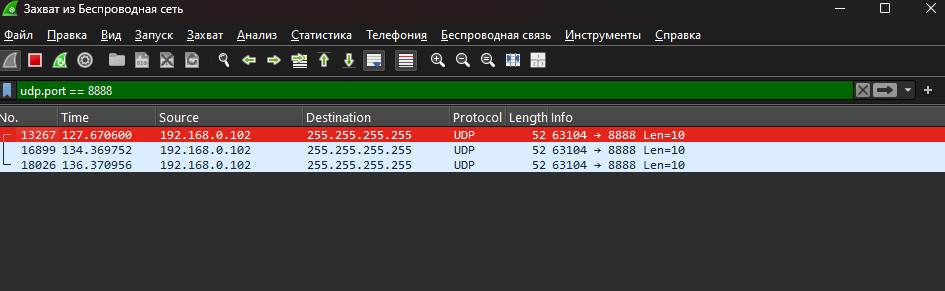 Захват из Беспроводная сеть
Файл Правка Вид Запуск Захват Анализ Статистика Телефония Беспроводная связь Инструменты Справка
udp.port == 8888
No. Time Source Destination Protocol Length Info
13267 127.670600 192.168.0.102 255.255.255.255 UDP 52 63104 → 8888 Len=10
16899 134.369752 192.168.0.102 255.255.255.255 UDP 52 63104 → 8888 Len=10
18026 136.370956 192.168.0.102 255.255.255.255 UDP 52 63104 → 8888 Len=10